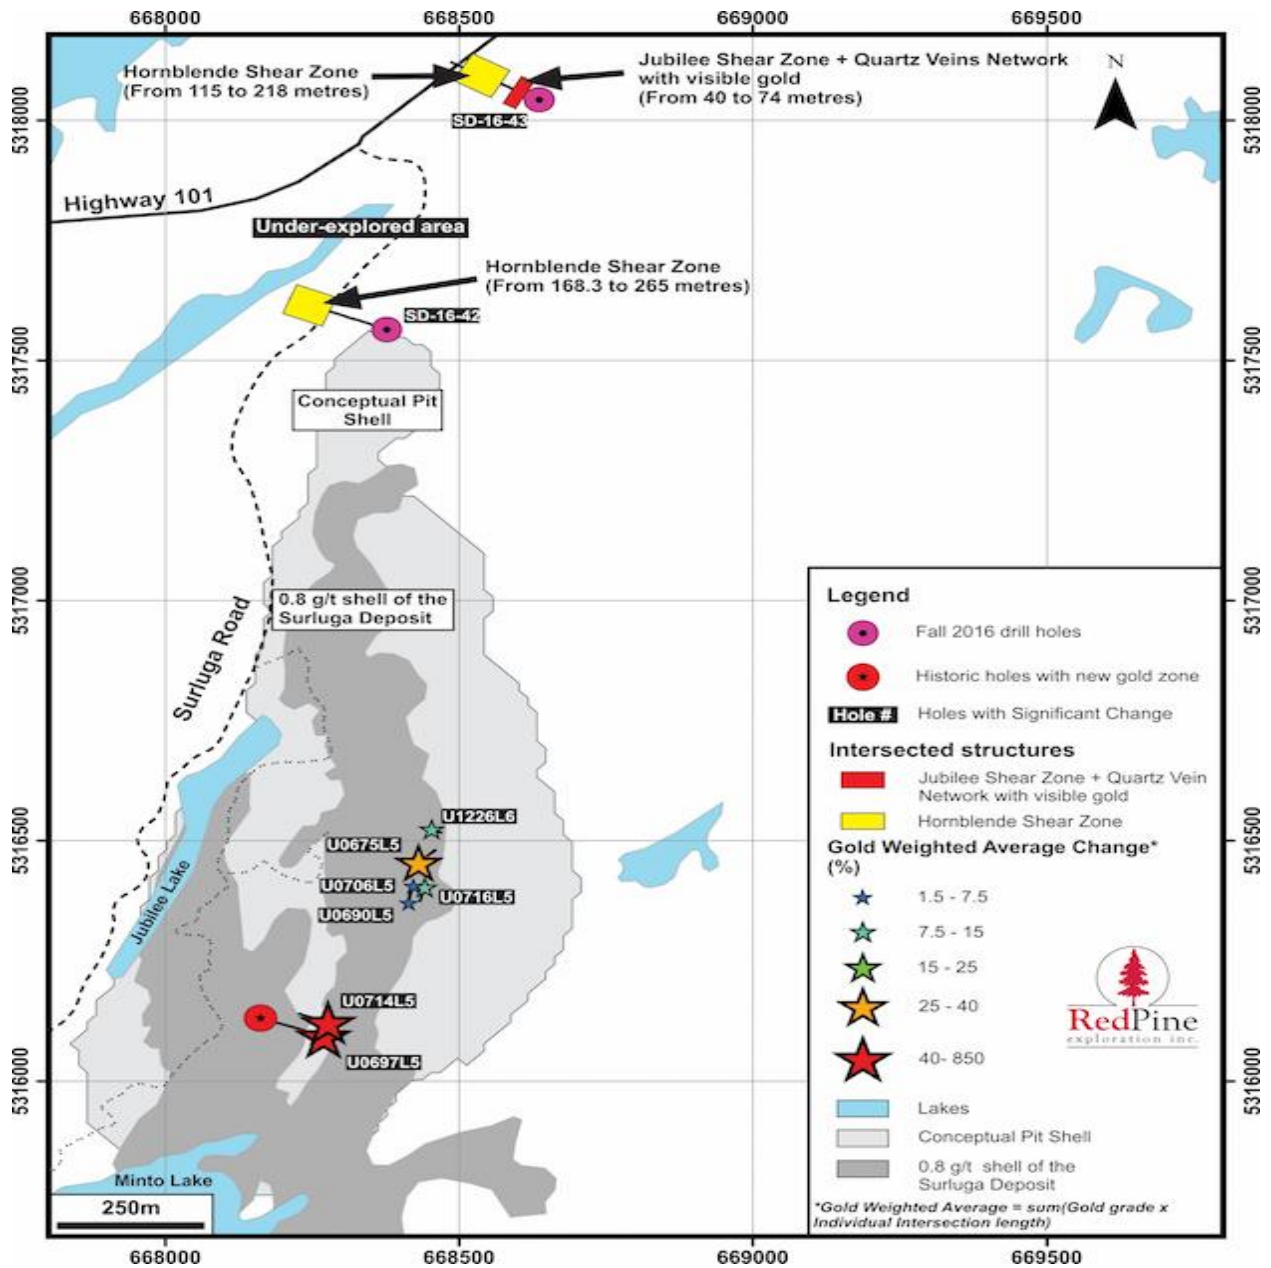 668000 668500 669000 669500
Hornblende Shear Zone
(From 115 to 218 metres)
Jubilee Shear Zone + Quartz Veins Network
with visible gold
(From 40 to 74 metres)
N
SD-16-43
5318000 5318000
Highway 101
Under-explored area
Hornblende Shear Zone
(From 168.3 to 265 metres)
SD-16-42
5317500 5317500
Conceptual Pit
Shell
5317000 5317000
0.8 g/t shell of the
Surluga Deposit
Surluga Road
U1226L6
5316500 5316500
U0675L5
U0706L5
U0716L5
U0690L5
Jubilee Lake
U0714L5
U0697L5
5316000 5316000
Minto Lake
250m
Legend
Fall 2016 drill holes
Historic holes with new gold zone
Hole # Holes with Significant Change
Intersected structures
Jubilee Shear Zone + Quartz Vein
Network with visible gold
Hornblende Shear Zone
Gold Weighted Average Change*
(%)
1.5 - 7.5
7.5 - 15
15 - 25
25 - 40
40- 850
RedPine
exploration inc.
Lakes
Conceptual Pit Shell
0.8 g/t shell of the
Surluga Deposit
*Gold Weighted Average = sum(Gold grade x
Individual Intersection length)
668000 668500 669000 669500